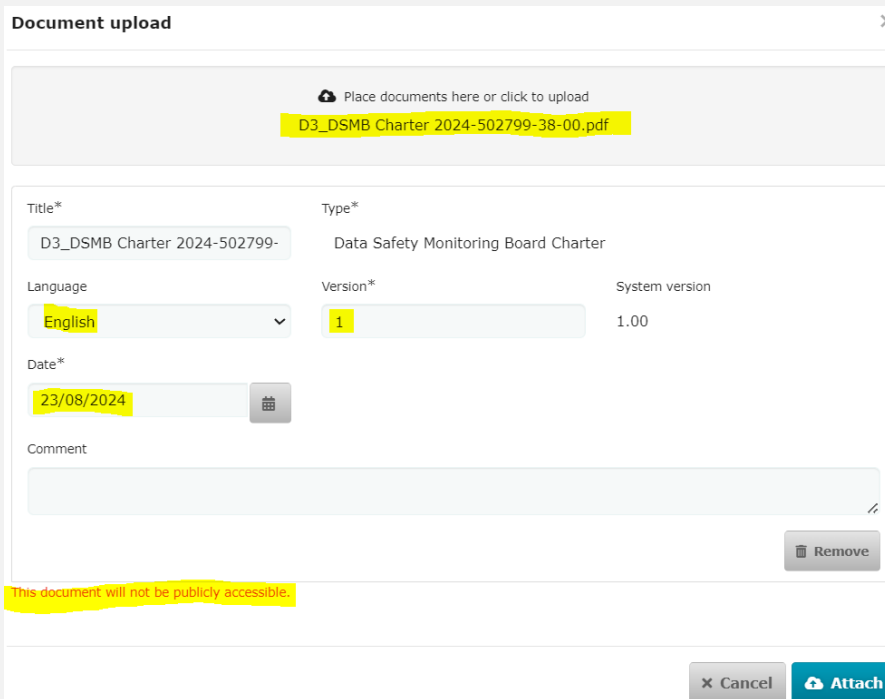 Document upload
Place documents here or click to upload
D3_DSMB Charter 2024-502799-38-00.pdf
Title* Type*
D3_DSMB Charter 2024-502799- Data Safety Monitoring Board Charter
Language Version* System version
English 1 1.00
Date*
23/08/2024
Comment
Remove
This document will not be publicly accessible.
× Cancel Attach